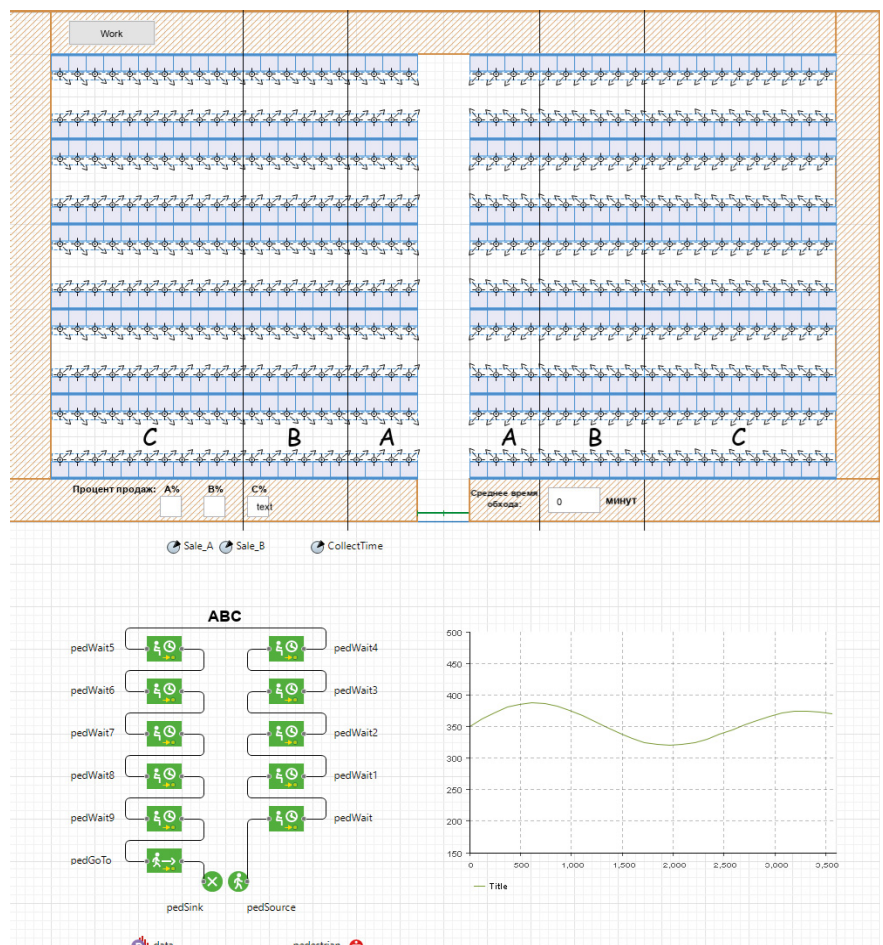 Work
C B A A B C
Процент продаж: A% B% C%
text
Среднее время обхода:
0 минут
Sale_A Sale_B CollectTime
ABC
pedWait5 pedWait4
pedWait6 pedWait3
pedWait7 pedWait2
pedWait8 pedWait1
pedWait9 pedWait
pedGoTo
pedSink pedSource
500
450
400
350
300
250
200
150
0 500 1,000 1,500 2,000 2,500 3,000 3,500
Title
data pedestrian